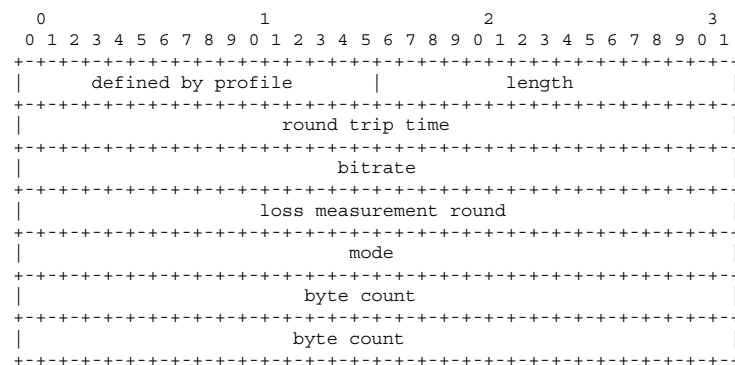 0 1 2 3
0 1 2 3 4 5 6 7 8 9 0 1 2 3 4 5 6 7 8 9 0 1 2 3 4 5 6 7 8 9 0 1
+-+-+-+-+-+-+-+-+-+-+-+-+-+-+-+-+-+-+-+-+-+-+-+-+-+-+-+-+-+-+-+-
| defined by profile | length |
+-+-+-+-+-+-+-+-+-+-+-+-+-+-+-+-+-+-+-+-+-+-+-+-+-+-+-+-+-+-+-+-
| round trip time |
+-+-+-+-+-+-+-+-+-+-+-+-+-+-+-+-+-+-+-+-+-+-+-+-+-+-+-+-+-+-+-+-
| bitrate |
+-+-+-+-+-+-+-+-+-+-+-+-+-+-+-+-+-+-+-+-+-+-+-+-+-+-+-+-+-+-+-+-
| loss measurement round |
+-+-+-+-+-+-+-+-+-+-+-+-+-+-+-+-+-+-+-+-+-+-+-+-+-+-+-+-+-+-+-+-
| mode |
+-+-+-+-+-+-+-+-+-+-+-+-+-+-+-+-+-+-+-+-+-+-+-+-+-+-+-+-+-+-+-+-
| byte count |
+-+-+-+-+-+-+-+-+-+-+-+-+-+-+-+-+-+-+-+-+-+-+-+-+-+-+-+-+-+-+-+-
| byte count |
+-+-+-+-+-+-+-+-+-+-+-+-+-+-+-+-+-+-+-+-+-+-+-+-+-+-+-+-+-+-+-+-